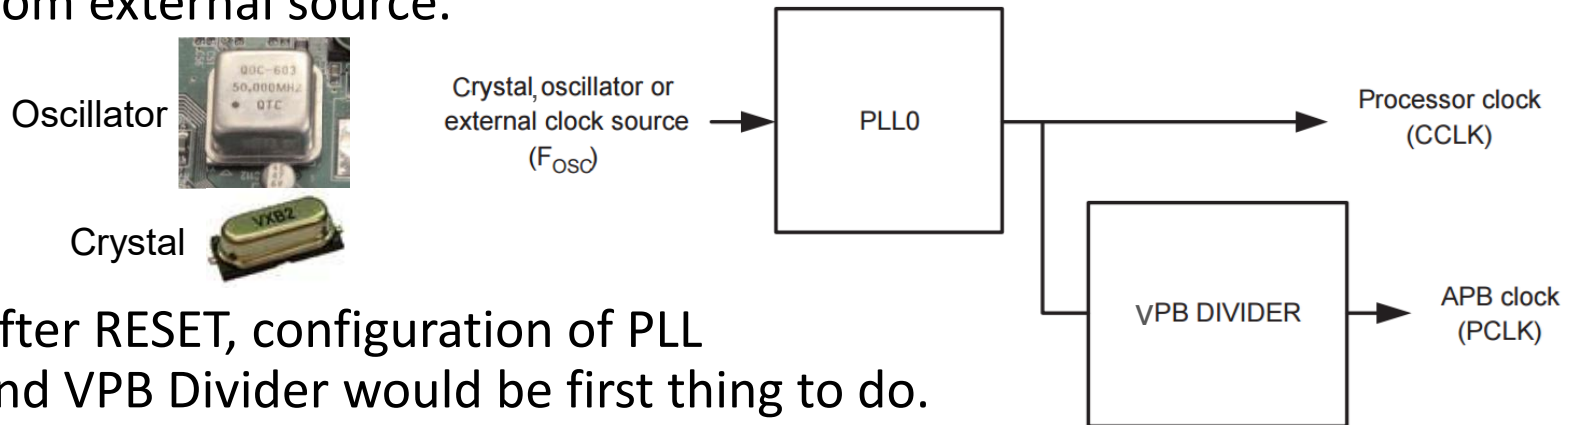 om external source.
Oscillator
QOC-603
50.000MHz
QTC
Crystal
VXB2
Crystal, oscillator or
external clock source
(FOSC)
PLL0
Processor clock
(CCLK)
VPB DIVIDER
APB clock
(PCLK)
fter RESET, configuration of PLL
nd VPB Divider would be first thing to do.